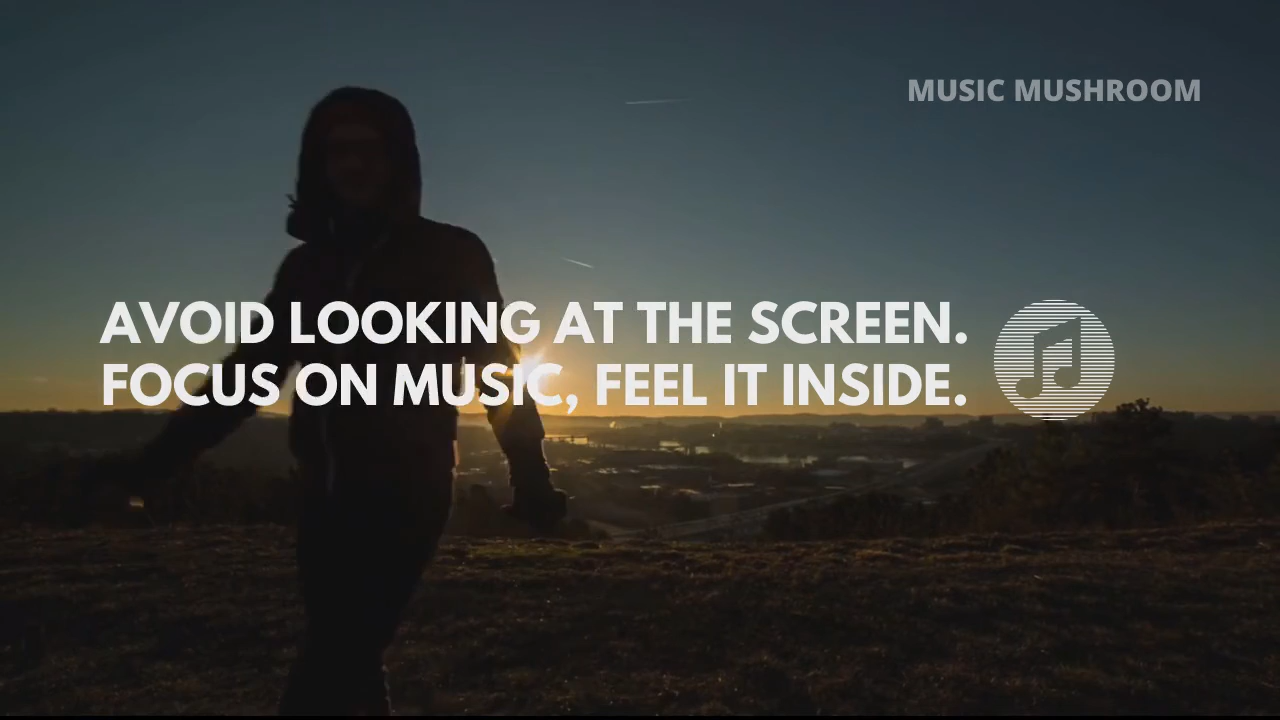 MUSIC MUSHROOM
AVOID LOOKING AT THE SCREEN.
FOCUS ON MUSIC, FEEL IT INSIDE.